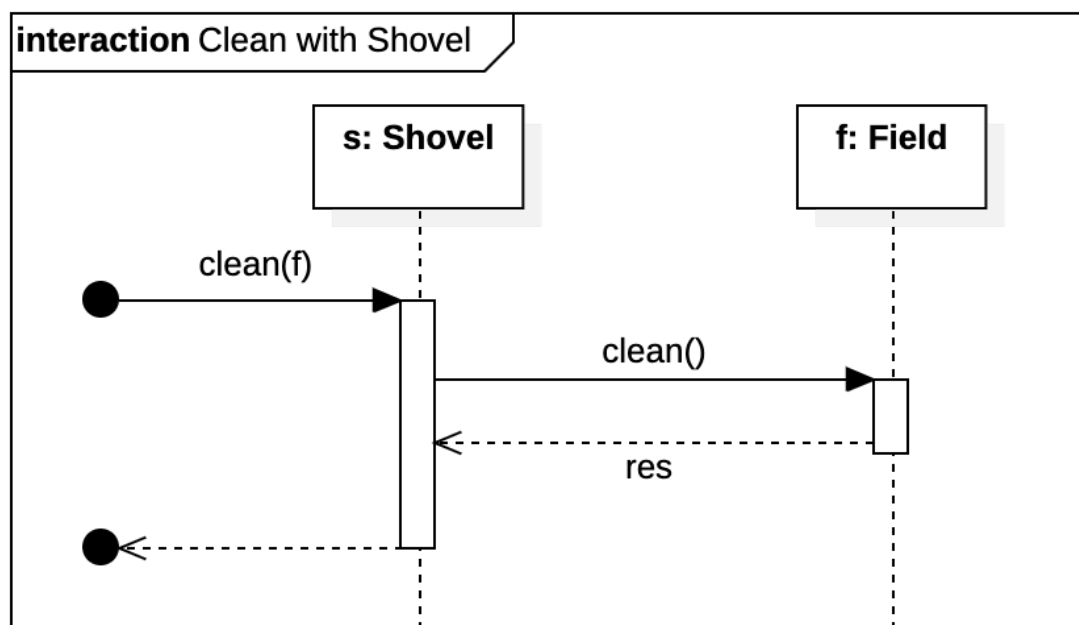 interaction Clean with Shovel
s: Shovel
f: Field
clean(f)
clean()
res